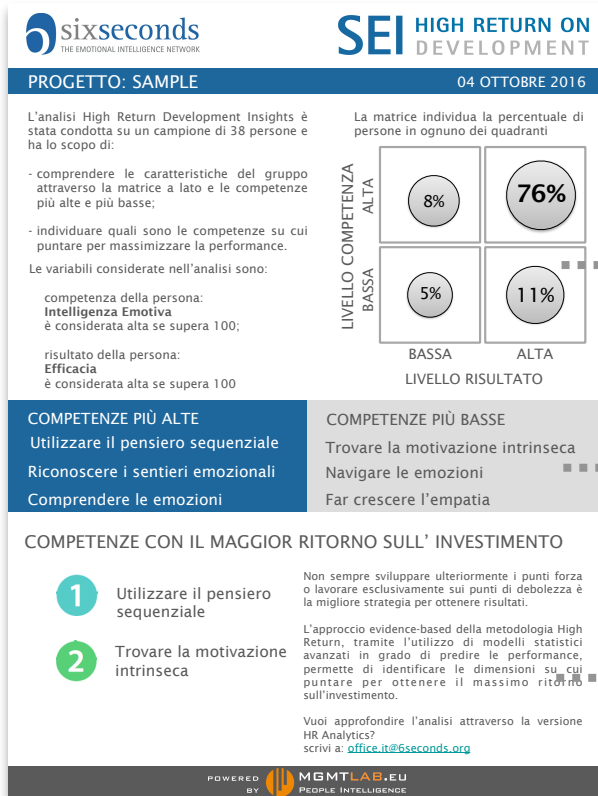 sixseconds
THE EMOTIONAL INTELLIGENCE NETWORK
SEI HIGH RETURN ON
DEVELOPMENT
PROGETTO: SAMPLE
04 OTTOBRE 2016
L'analisi High Return Development Insights è
stata condotta su un campione di 38 persone e
ha lo scopo di:
- comprendere le caratteristiche del gruppo
attraverso la matrice a lato e le competenze
più alte e più basse;
- individuare quali sono le competenze su cui
puntare per massimizzare la performance.
Le variabili considerate nell'analisi sono:
competenza della persona:
Intelligenza Emotiva
è considerata alta se supera 100;
risultato della persona:
Efficacia
è considerata alta se supera 100
La matrice individua la percentuale di
persone in ognuno dei quadranti
LIVELLO COMPETENZA
ALTA
BASSA
8%
76%
5%
11%
BASSA
ALTA
LIVELLO RISULTATO
COMPETENZE PIÙ ALTE
Utilizzare il pensiero sequenziale
Riconoscere i sentieri emozionali
Comprendere le emozioni
COMPETENZE PIÙ BASSE
Trovare la motivazione intrinseca
Navigare le emozioni
Far crescere l'empatia
COMPETENZE CON IL MAGGIOR RITORNO SULL' INVESTIMENTO
1
Utilizzare il pensiero
sequenziale
2
Trovare la motivazione
intrinseca
Non sempre sviluppare ulteriormente i punti forza
o lavorare esclusivamente sui punti di debolezza è
la migliore strategia per ottenere risultati.
L'approccio evidence-based della metodologia High
Return, tramite l'utilizzo di modelli statistici
avanzati in grado di predire le performance,
permette di identificare le dimensioni su cui
puntare per ottenere il massimo ritorno
sull'investimento.
Vuoi approfondire l'analisi attraverso la versione
HR Analytics?
scrivi a: office.it@6seconds.org
POWERED
BY
MGMTLAB.EU
PEOPLE INTELLIGENCE